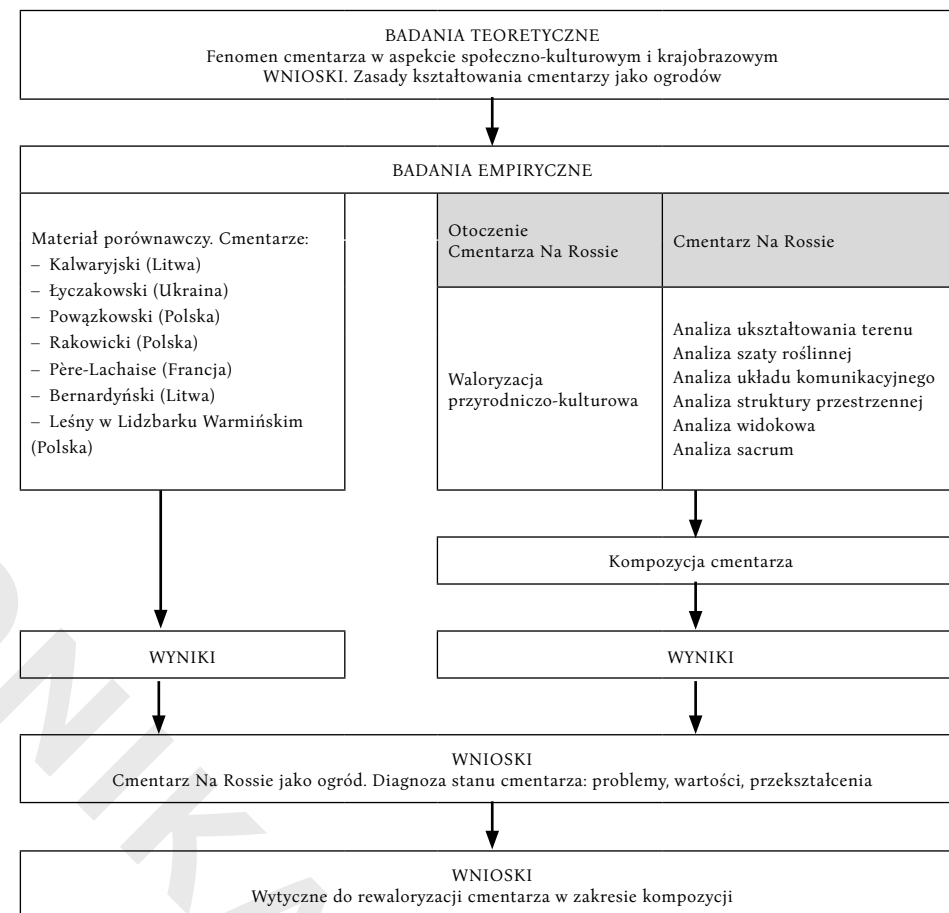 BADANIA TEORETYCZNE
Fenomen cmentarza w aspekcie społeczno-kulturowym i krajobrazowym
WNIOSKI. Zasady kształtowania cmentarzy jako ogrodów
BADANIA EMPIRYCZNE
Materiał porównawczy. Cmentarze:
– Kalwaryjski (Litwa)
– Łyczakowski (Ukraina)
– Powązkowski (Polska)
– Rakowicki (Polska)
– Père-Lachaise (Francja)
– Bernardyński (Litwa)
– Leśny w Lidzbarku Warmińskim
(Polska)
Otoczenie
Cmentarza Na Rossie
Cmentarz Na Rossie
Waloryzacja
przyrodniczo-kulturowa
Analiza ukształtowania terenu
Analiza szaty roślinnej
Analiza układu komunikacyjnego
Analiza struktury przestrzennej
Analiza widokowa
Analiza sacrum
Kompozycja cmentarza
WYNIKI
WYNIKI
WNIOSKI
Cmentarz Na Rossie jako ogród. Diagnoza stanu cmentarza: problemy, wartości, przekształcenia
WNIOSKI
Wytyczne do rewaloryzacji cmentarza w zakresie kompozycji